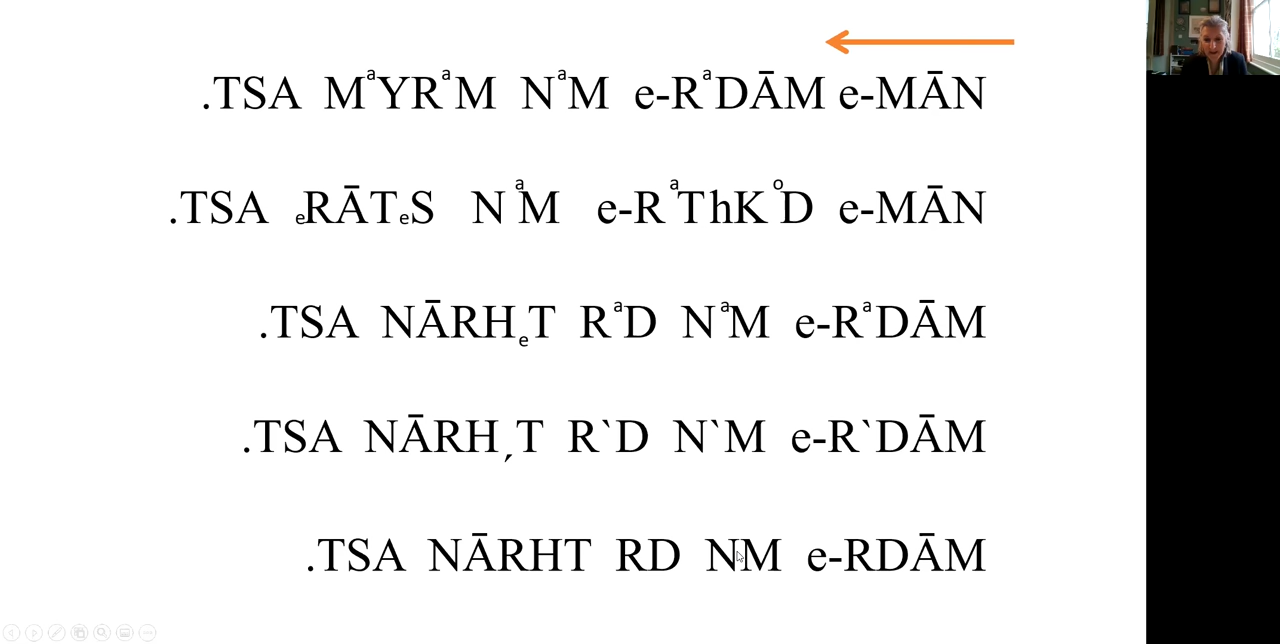 .TSA MᵃYRᵃM NᵃM e-RᵃDĀM e-MĀN
.TSA ₑRĀTₑS NᵃM e-RᵃThKᵒD e-MĀN
.TSA NĀRHₑT RᵃD NᵃM e-RᵃDĀM
.TSA NĀRH ̗T R`D N`M e-R`DĀM
.TSA NĀRHT RD NM e-RDĀM